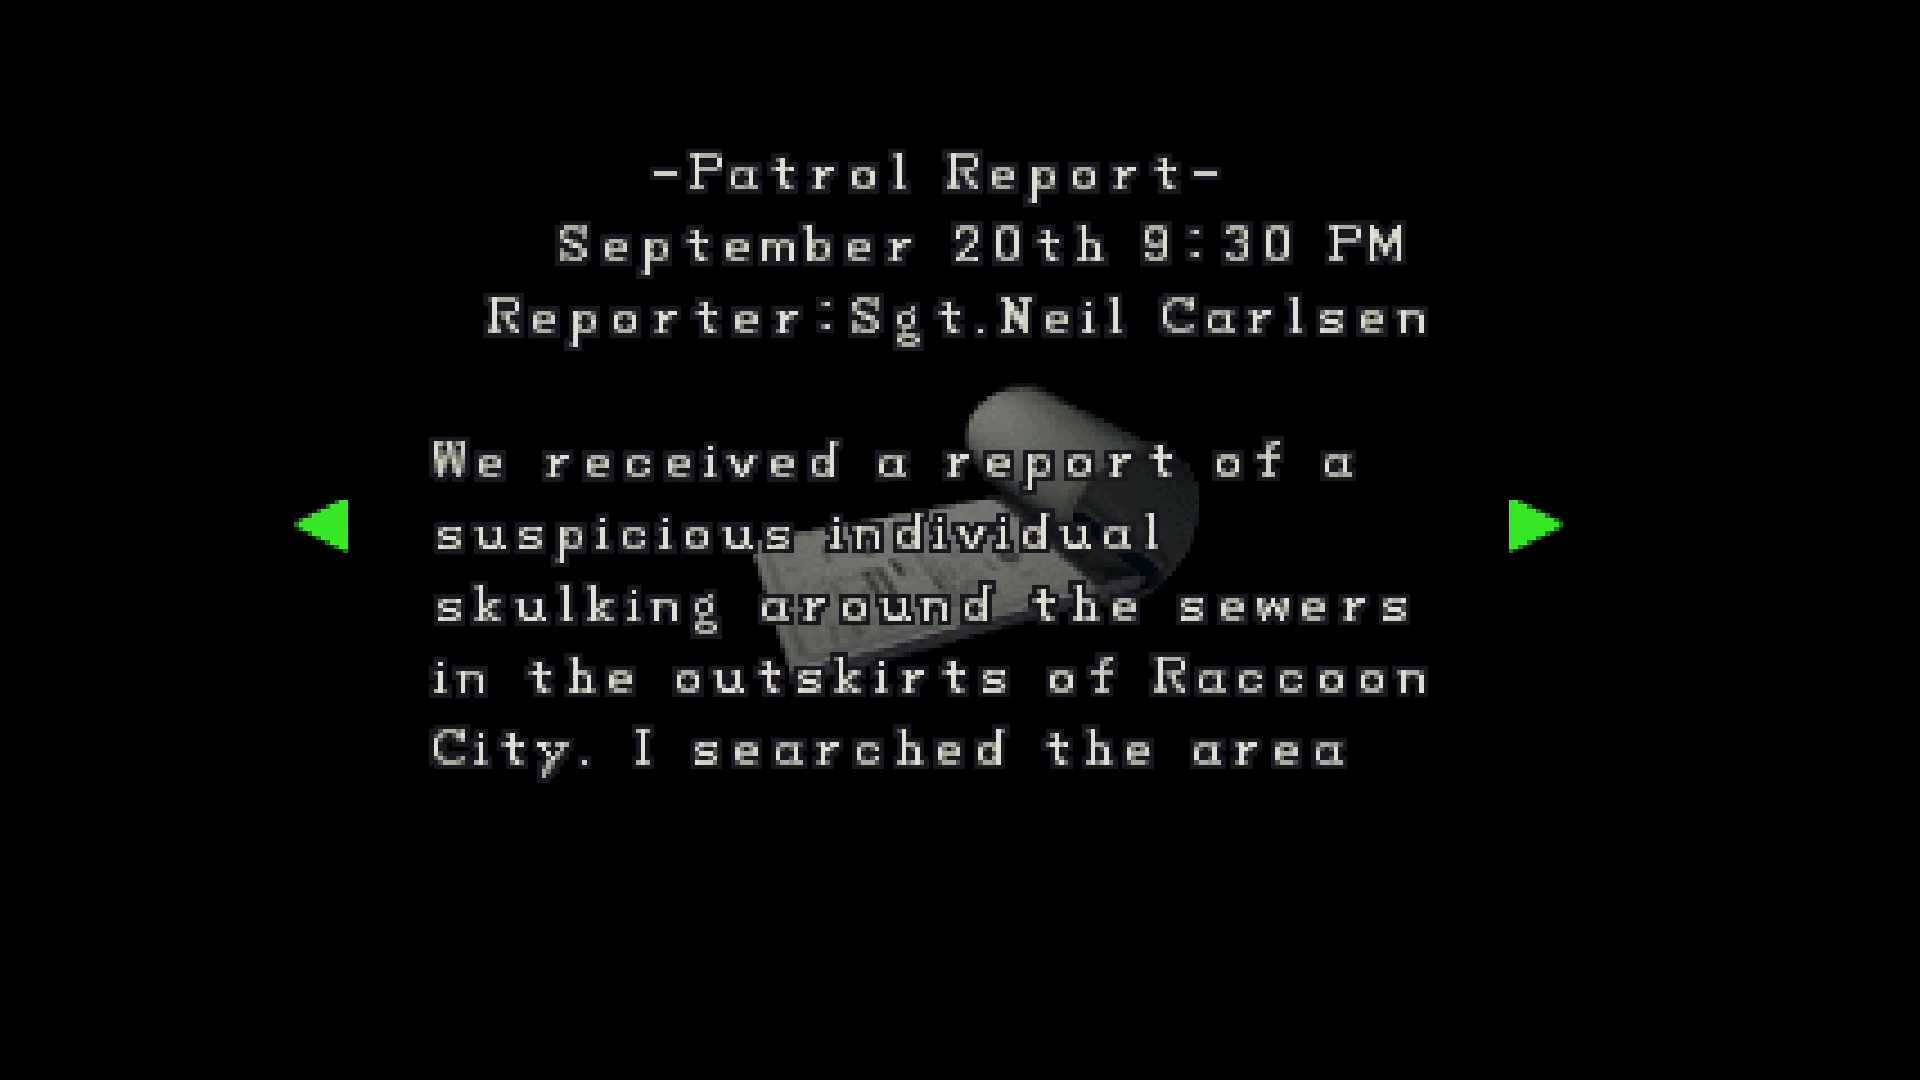 -Patrol Report-
September 20th 9:30 PM
Reporter:Sgt.Neil Carlsen
We received a report of a
suspicious individual
skulking around the sewers
in the outskirts of Raccoon
City. I searched the area